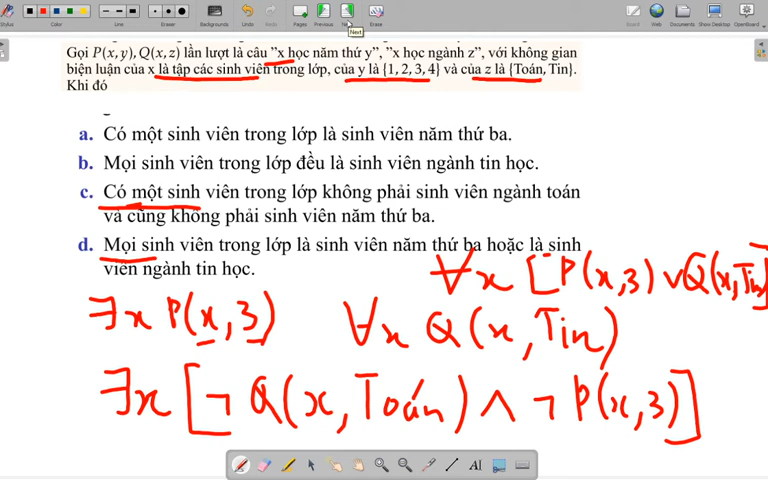 Stylus
Colors
Line Width
Eraser
Backgrounds
Undo
Redo
Pages
Previous
Next
Erase
Board
Web
Documents
Show Desktop
OpenBoard
Next
Gọi P(x, y), Q(x, z) lần lượt là câu "x học năm thứ y", "x học ngành z", với không gian
biện luận của x là tập các sinh viên trong lớp, của y là {1, 2, 3, 4} và của z là {Toán, Tin}.
Khi đó
a. Có một sinh viên trong lớp là sinh viên năm thứ ba.
b. Mọi sinh viên trong lớp đều là sinh viên ngành tin học.
c. Có một sinh viên trong lớp không phải sinh viên ngành toán
và cũng không phải sinh viên năm thứ ba.
d. Mọi sinh viên trong lớp là sinh viên năm thứ ba hoặc là sinh
viên ngành tin học.
∀x [P(x,3) ∨ Q(x,Tin)]
∃x P(x,3) ∀x Q(x,Tin)
∃x [¬Q(x,Toán) ∧ ¬P(x,3)]
AI